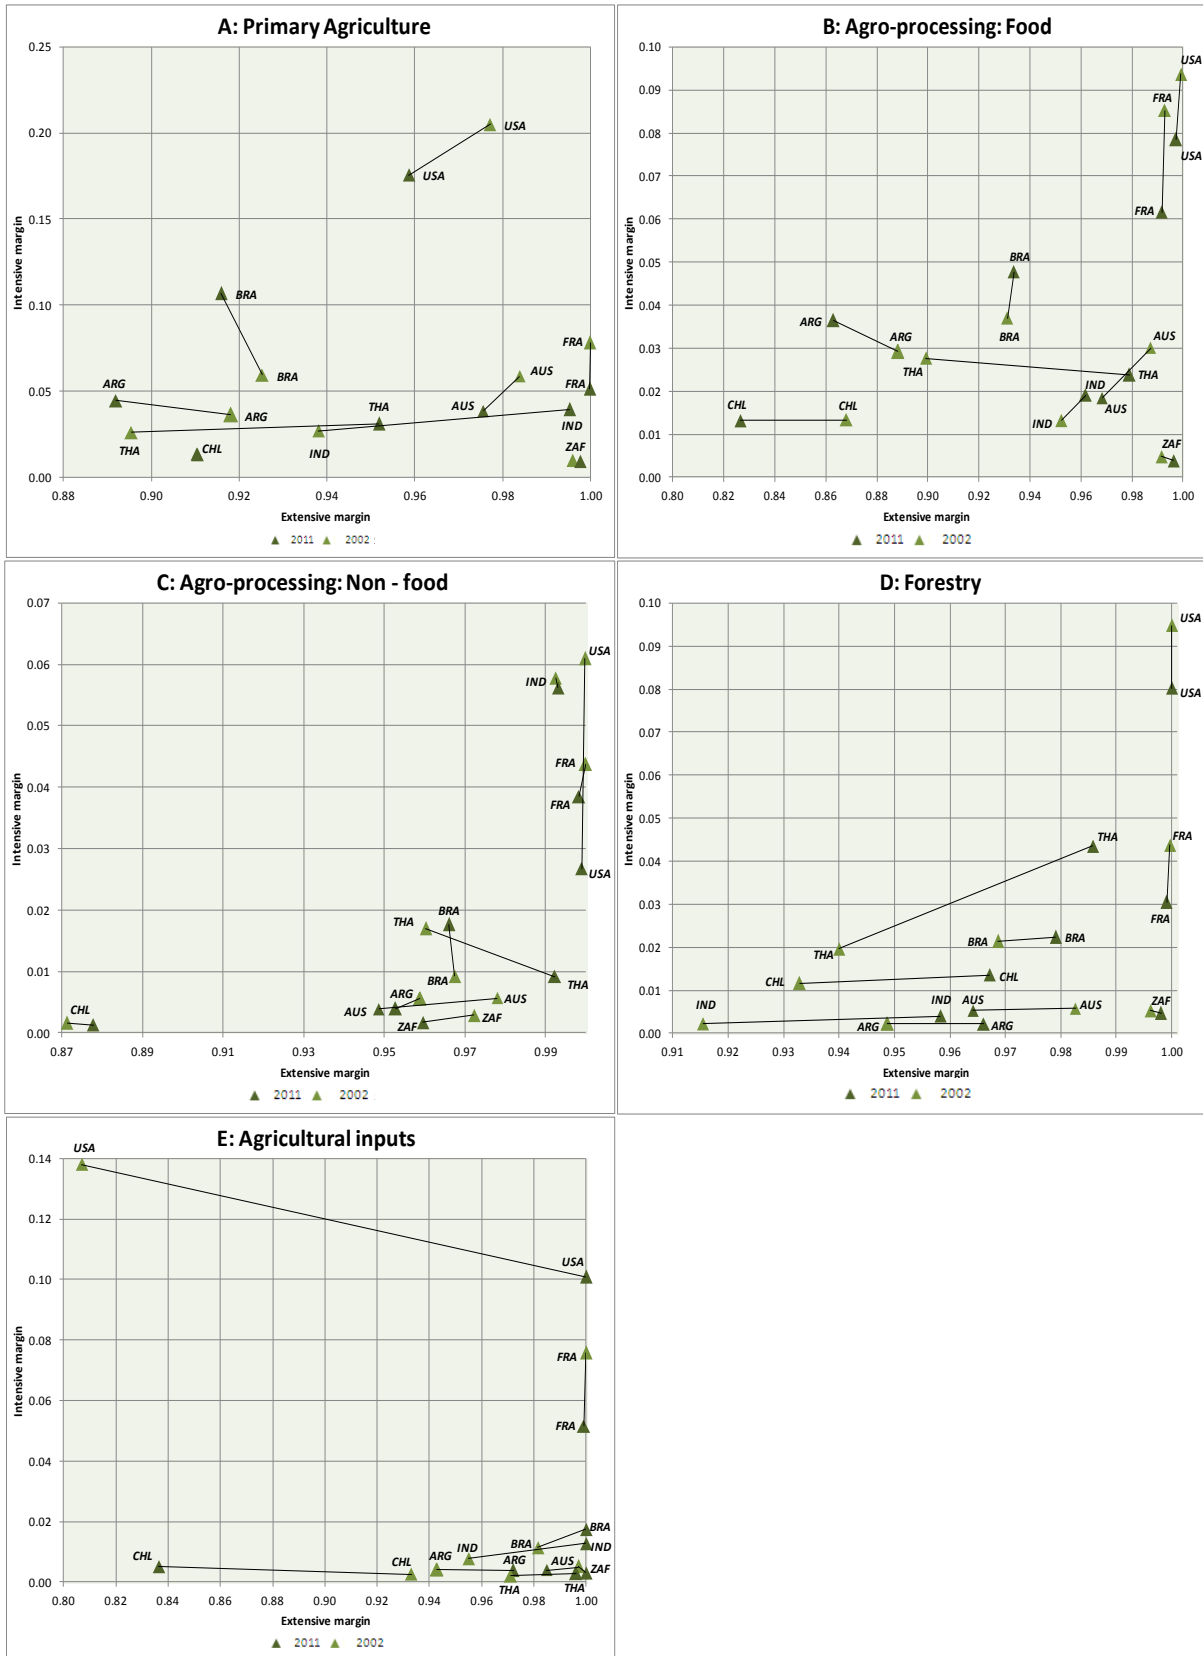 A: Primary Agriculture
0.25
0.20
0.15
0.10
0.05
0.00
Intensive margin
USA
USA
BRA
BRA
FRA
FRA
AUS
AUS
ARG
ARG
THA
THA
IND
IND
CHL
ZAF
0.88 0.90 0.92 0.94 0.96 0.98 1.00
Extensive margin
2011 2002
B: Agro-processing: Food
0.10
0.09
0.08
0.07
0.06
0.05
0.04
0.03
0.02
0.01
0.00
Intensive margin
USA
FRA
USA
FRA
BRA
BRA
ARG
ARG
THA
THA
AUS
AUS
IND
IND
CHL
CHL
ZAF
0.80 0.82 0.84 0.86 0.88 0.90 0.92 0.94 0.96 0.98 1.00
Extensive margin
2011 2002
C: Agro-processing: Non - food
0.07
0.06
0.05
0.04
0.03
0.02
0.01
0.00
Intensive margin
USA
IND
FRA
FRA
USA
BRA
THA
BRA
THA
ARG
AUS
AUS
ZAF
ZAF
CHL
0.87 0.89 0.91 0.93 0.95 0.97 0.99
Extensive margin
2011 2002
D: Forestry
0.10
0.09
0.08
0.07
0.06
0.05
0.04
0.03
0.02
0.01
0.00
Intensive margin
USA
USA
THA
FRA
FRA
BRA
BRA
THA
CHL
CHL
IND
IND
AUS
AUS
ZAF
ARG
ARG
0.91 0.92 0.93 0.94 0.95 0.96 0.97 0.98 0.99 1.00
Extensive margin
2011 2002
E: Agricultural inputs
0.14
0.12
0.10
0.08
0.06
0.04
0.02
0.00
Intensive margin
USA
USA
FRA
FRA
BRA
BRA
IND
IND
CHL
CHL
ARG
ARG
AUS
ZAF
THA
THA
0.80 0.82 0.84 0.86 0.88 0.90 0.92 0.94 0.96 0.98 1.00
Extensive margin
2011 2002